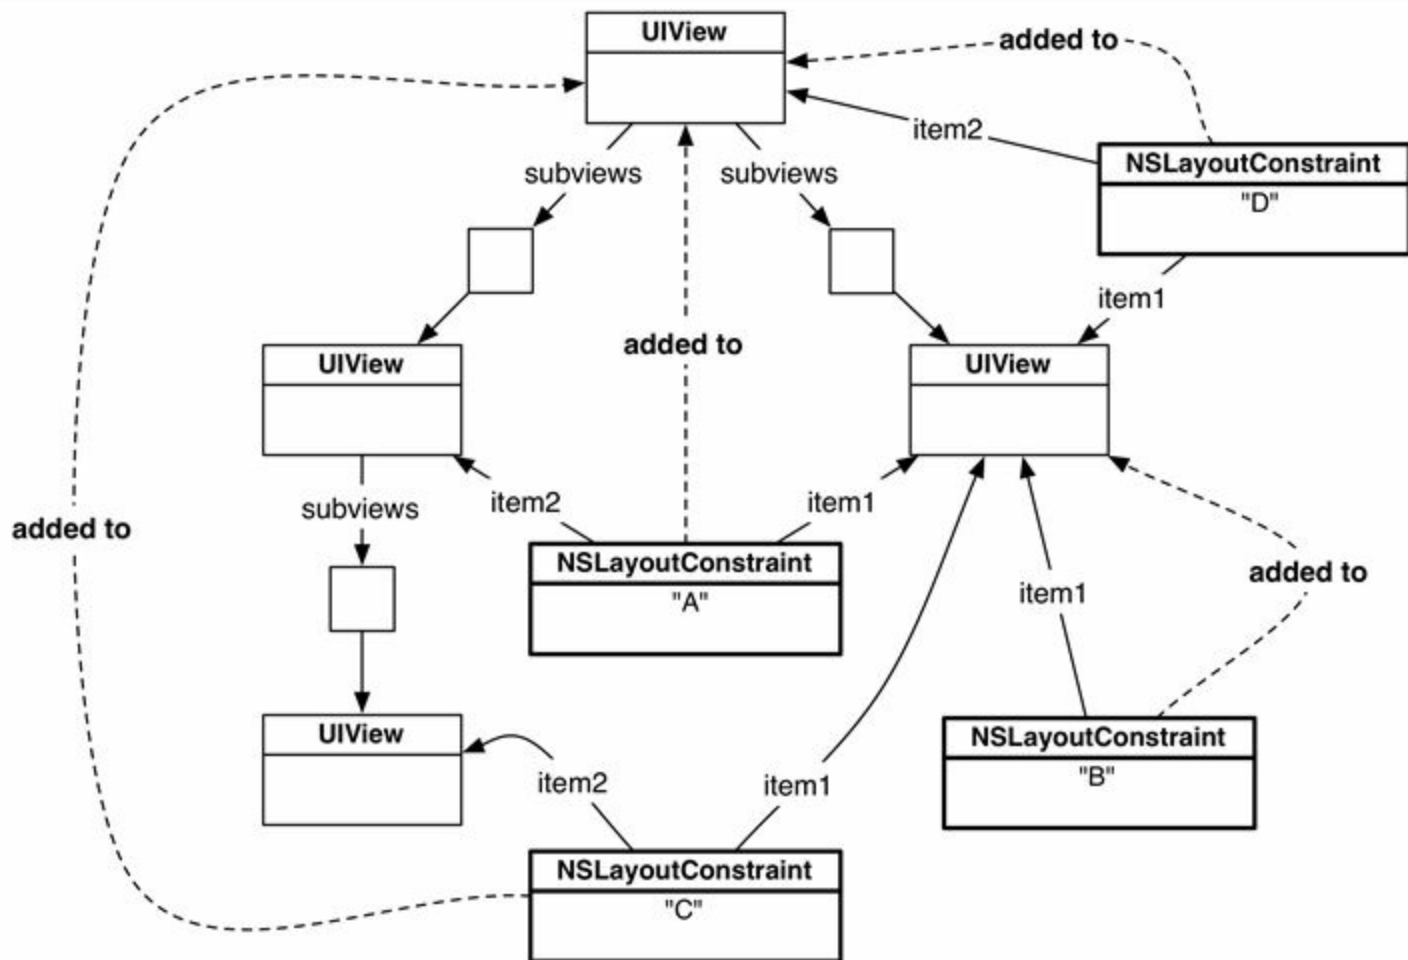 UIView
added to
item2
NSLayoutConstraint
"D"
subviews
subviews
item1
added to
UIView
UIView
item2
item1
subviews
added to
NSLayoutConstraint
"A"
added to
item1
UIView
NSLayoutConstraint
"B"
item2
item1
NSLayoutConstraint
"C"